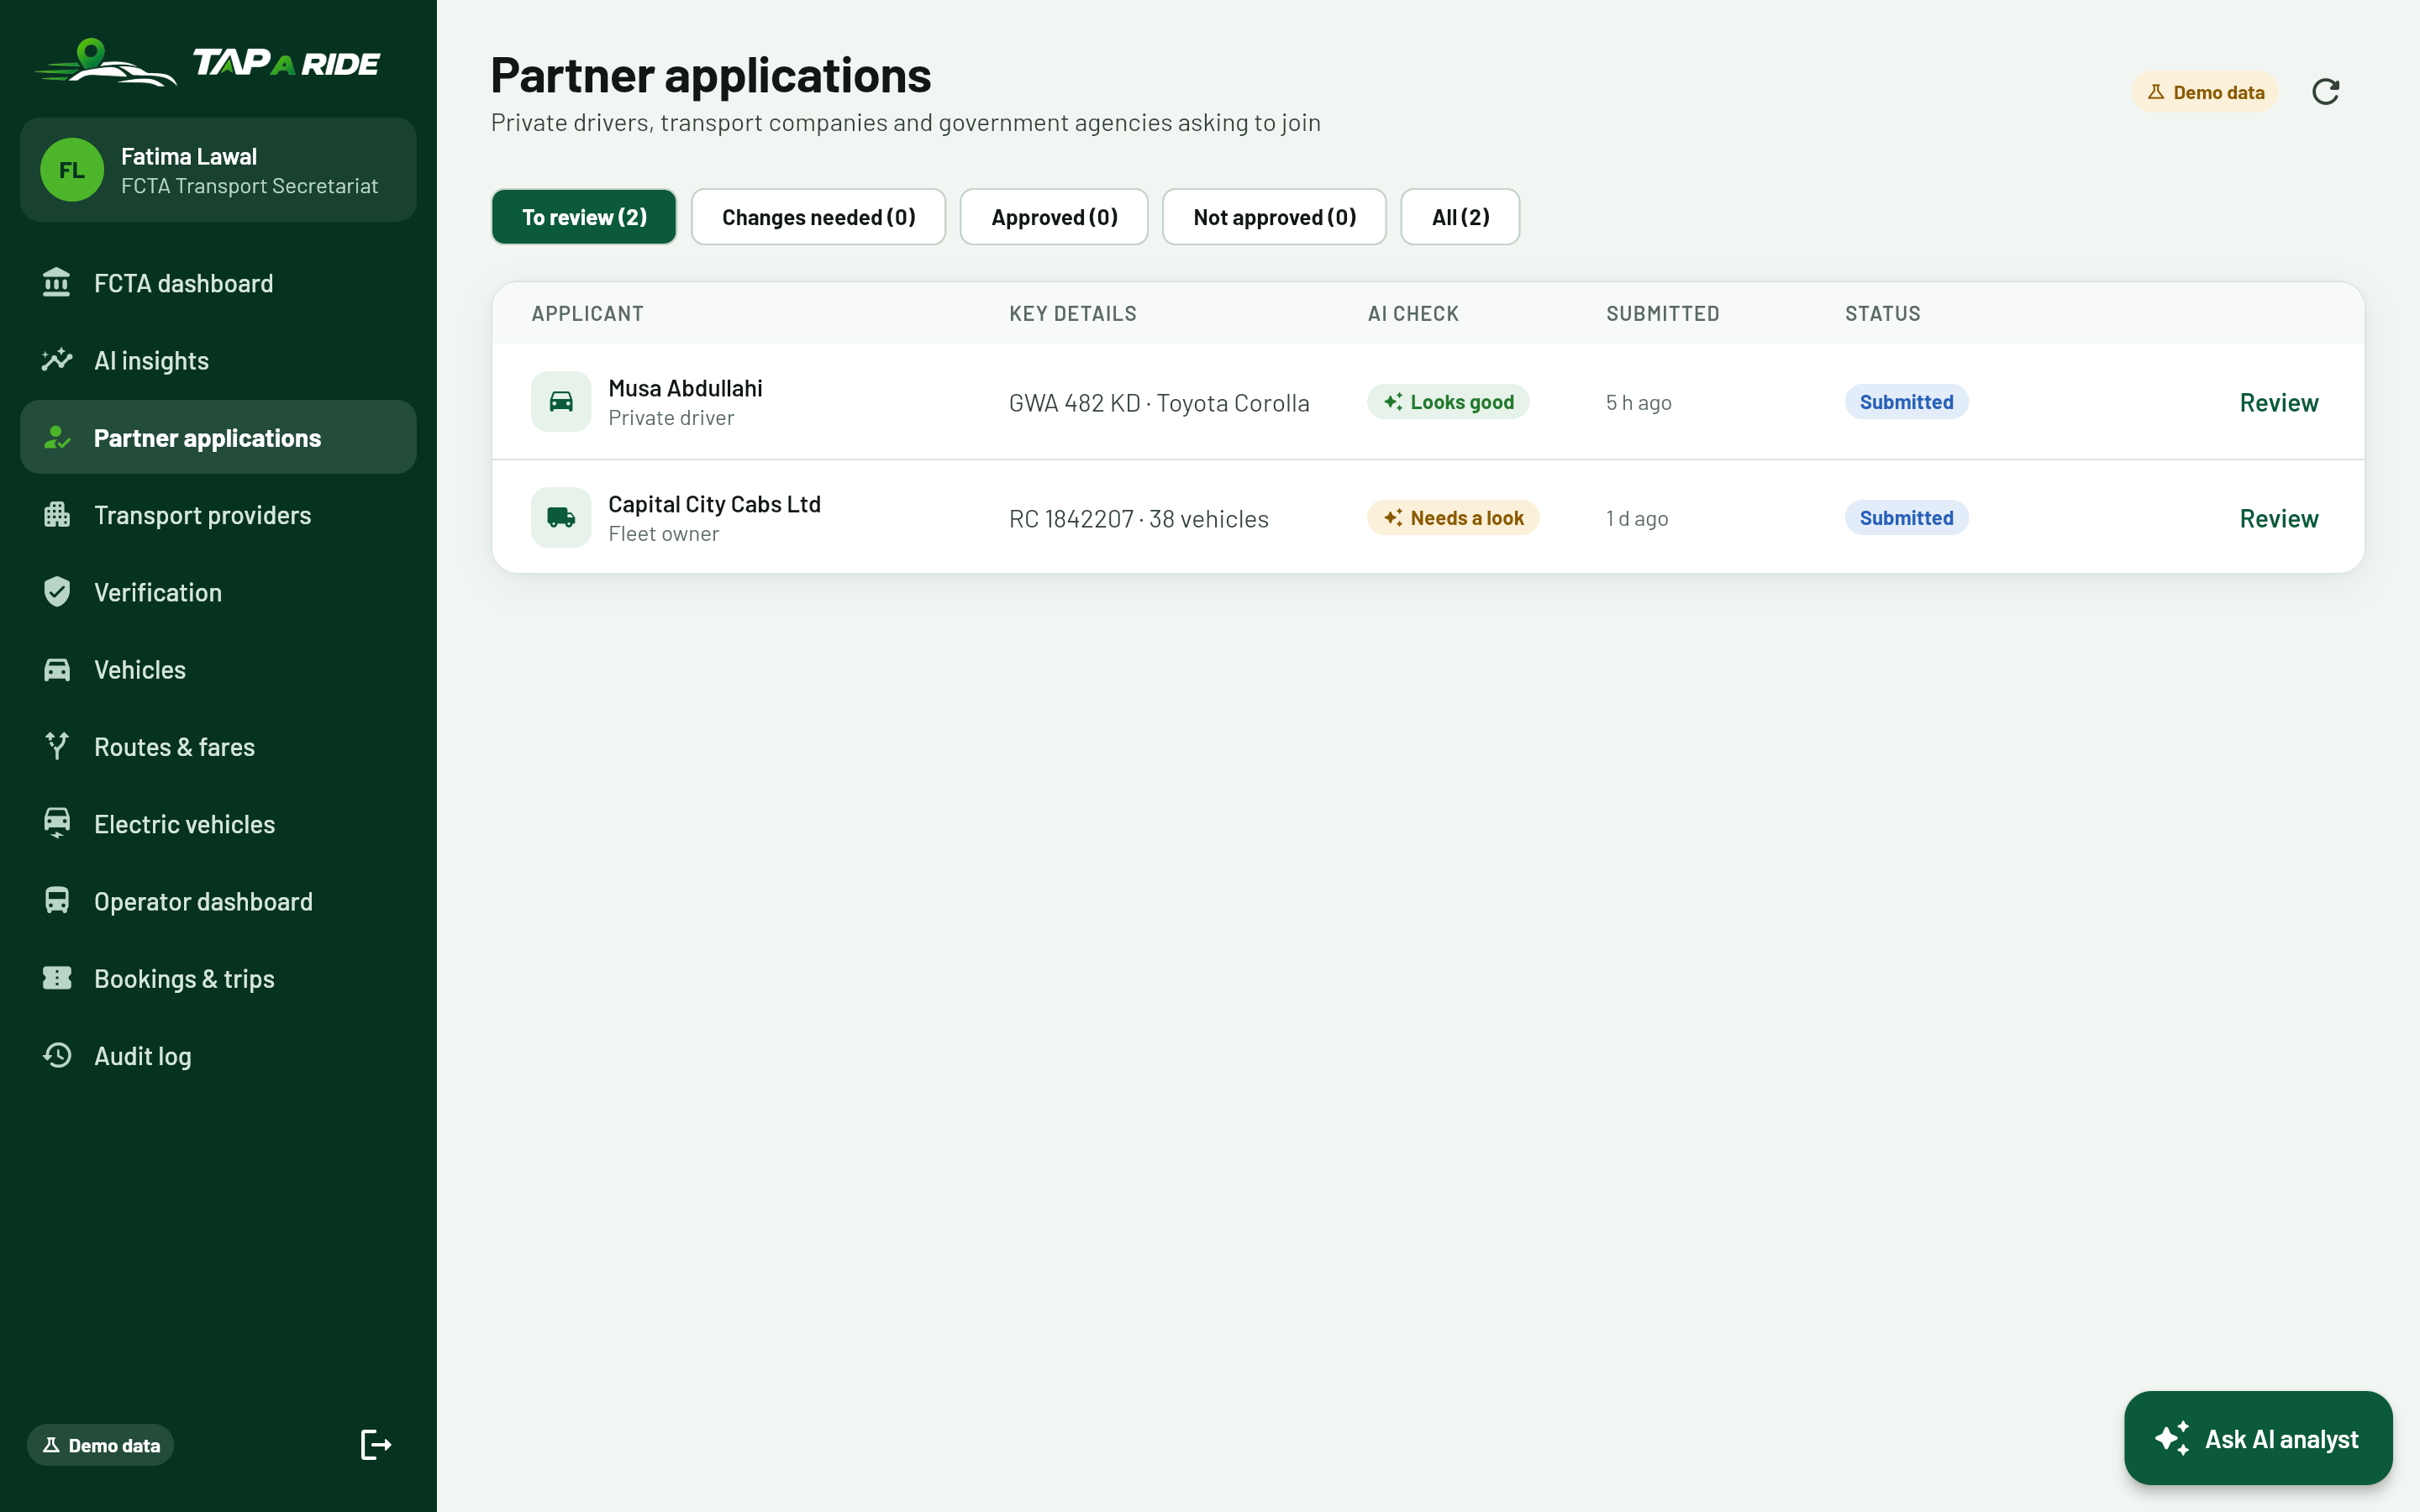 TAP A RIDE
FL
Fatima Lawal
FCTA Transport Secretariat
FCTA dashboard
AI insights
Partner applications
Transport providers
Verification
Vehicles
Routes & fares
Electric vehicles
Operator dashboard
Bookings & trips
Audit log
Demo data
Partner applications
Private drivers, transport companies and government agencies asking to join
Demo data
To review (2) Changes needed (0) Approved (0) Not approved (0) All (2)
APPLICANT KEY DETAILS AI CHECK SUBMITTED STATUS
Musa Abdullahi
Private driver
GWA 482 KD · Toyota Corolla Looks good 5 h ago Submitted Review
Capital City Cabs Ltd
Fleet owner
RC 1842207 · 38 vehicles Needs a look 1 d ago Submitted Review
Ask AI analyst